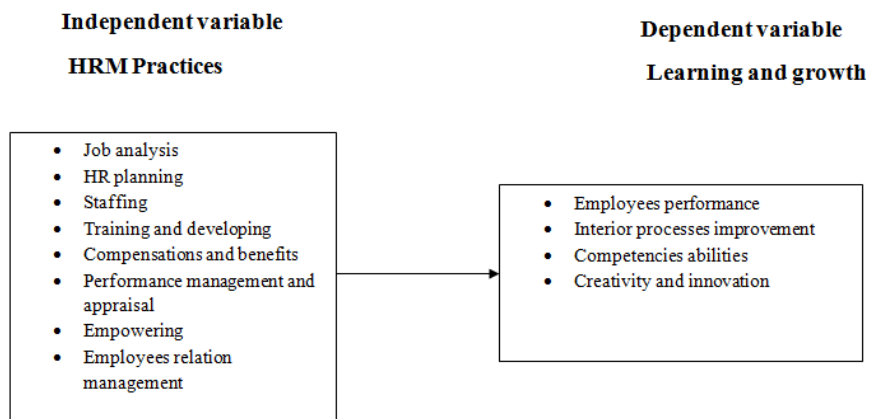 Independent variable
HRM Practices
Dependent variable
Learning and growth
• Job analysis
• HR planning
• Staffing
• Training and developing
• Compensations and benefits
• Performance management and
appraisal
• Empowering
• Employees relation
management
• Employees performance
• Interior processes improvement
• Competencies abilities
• Creativity and innovation